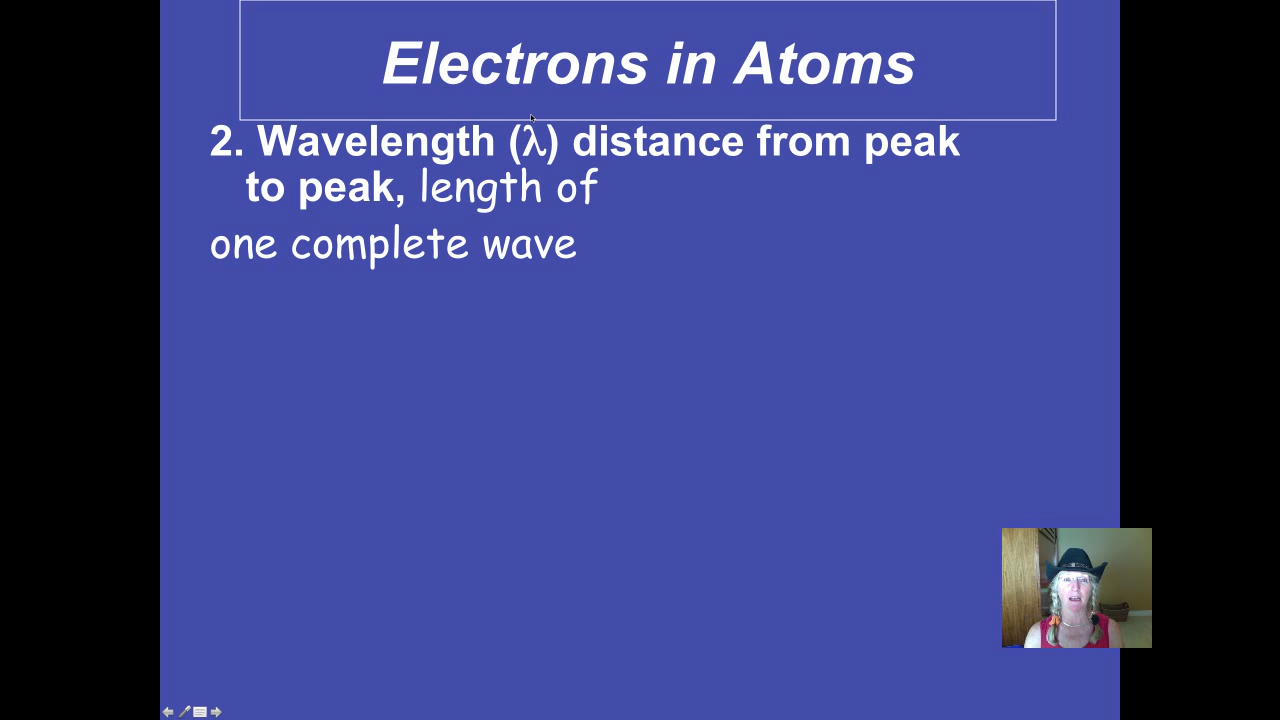 Electrons in Atoms
2. Wavelength (λ) distance from peak
to peak, length of
one complete wave